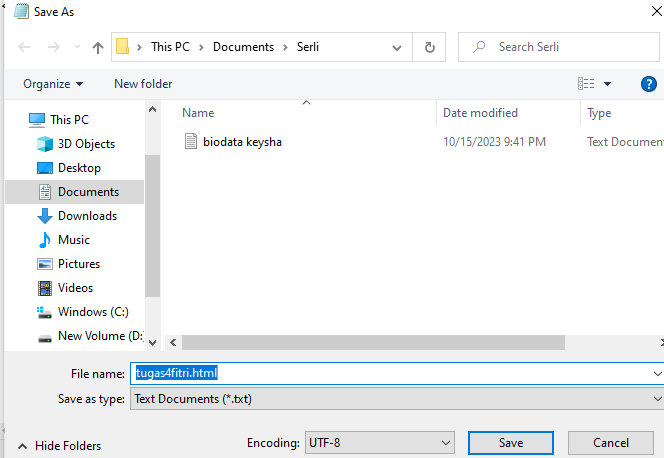 Save As
This PC
Documents
Serli
Search Serli
Organize
New folder
Name
Date modified
Type
This PC
3D Objects
Desktop
Documents
Downloads
Music
Pictures
Videos
Windows (C:)
New Volume (D:
biodata keysha
10/15/2023 9:41 PM
Text Documen
File name:
tugas4fitri.html
Save as type:
Text Documents (*.txt)
Hide Folders
Encoding:
UTF-8
Save
Cancel